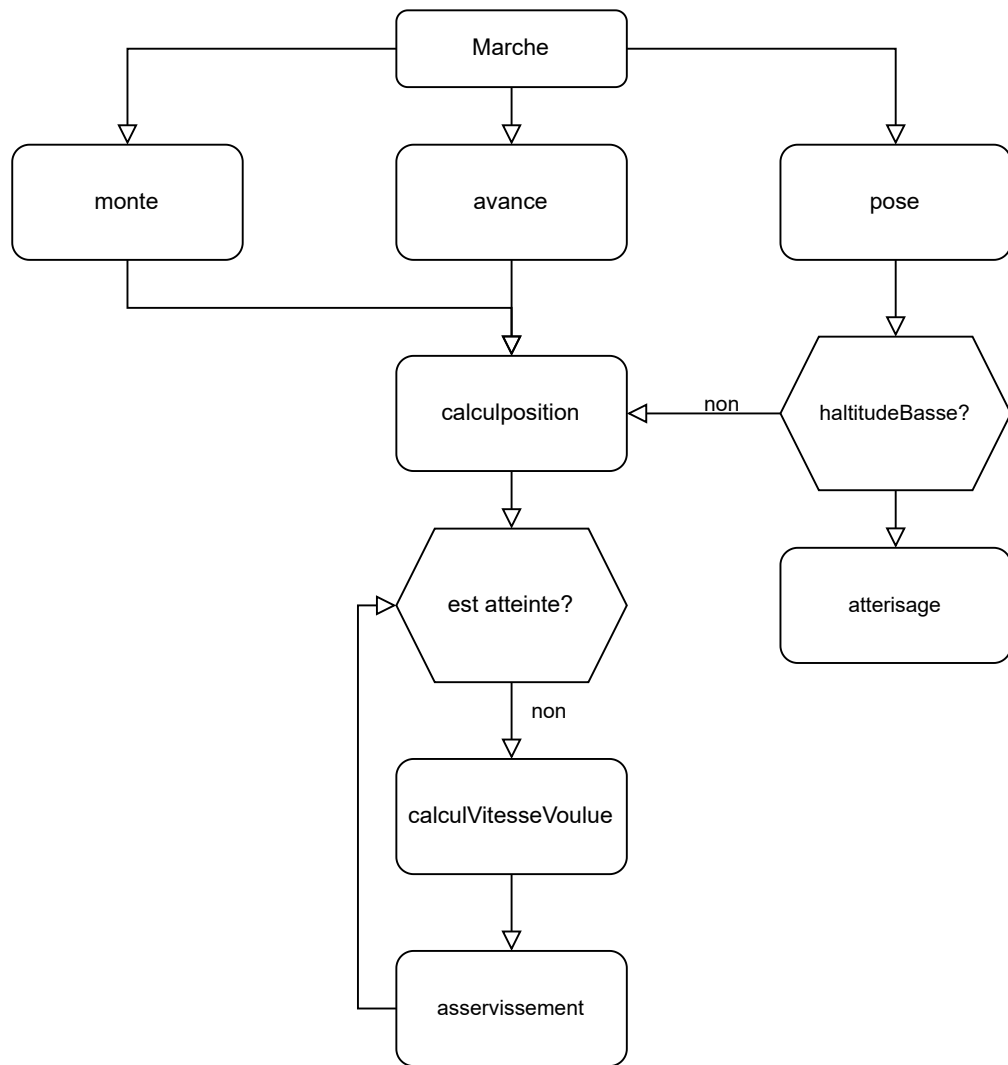 Marche
monte
avance
pose
calculposition
non
haltitudeBasse?
est atteinte?
atterisage
non
calculVitesseVoulue
asservissement